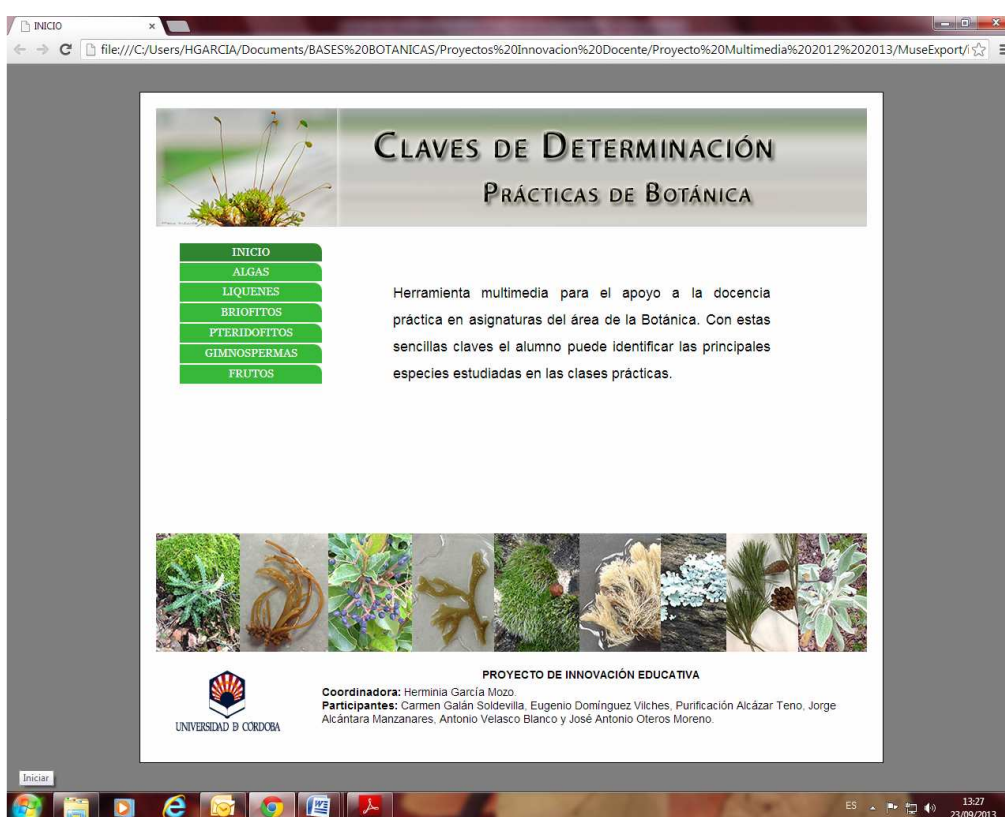 INICIO
file:///C:/Users/HGARCIA/Documents/BASES%20BOTANICAS/Proyectos%20Innovacion%20Docente/Proyecto%20Multimedia%202012%202013/MuseExport/i
CLAVES DE DETERMINACIÓN
PRÁCTICAS DE BOTÁNICA
INICIO
ALGAS
LIQUENES
BRIOFITOS
PTERIDOFITOS
GIMNOSPERMAS
FRUTOS
Herramienta multimedia para el apoyo a la docencia
práctica en asignaturas del área de la Botánica. Con estas
sencillas claves el alumno puede identificar las principales
especies estudiadas en las clases prácticas.
PROYECTO DE INNOVACIÓN EDUCATIVA
Coordinadora: Herminia García Mozo.
Participantes: Carmen Galán Soldevilla, Eugenio Domínguez Vilches, Purificación Alcázar Teno, Jorge
Alcántara Manzanares, Antonio Velasco Blanco y José Antonio Oteros Moreno.
UNIVERSIDAD D CORDOBA
Iniciar
ES
13:27
23/09/2013